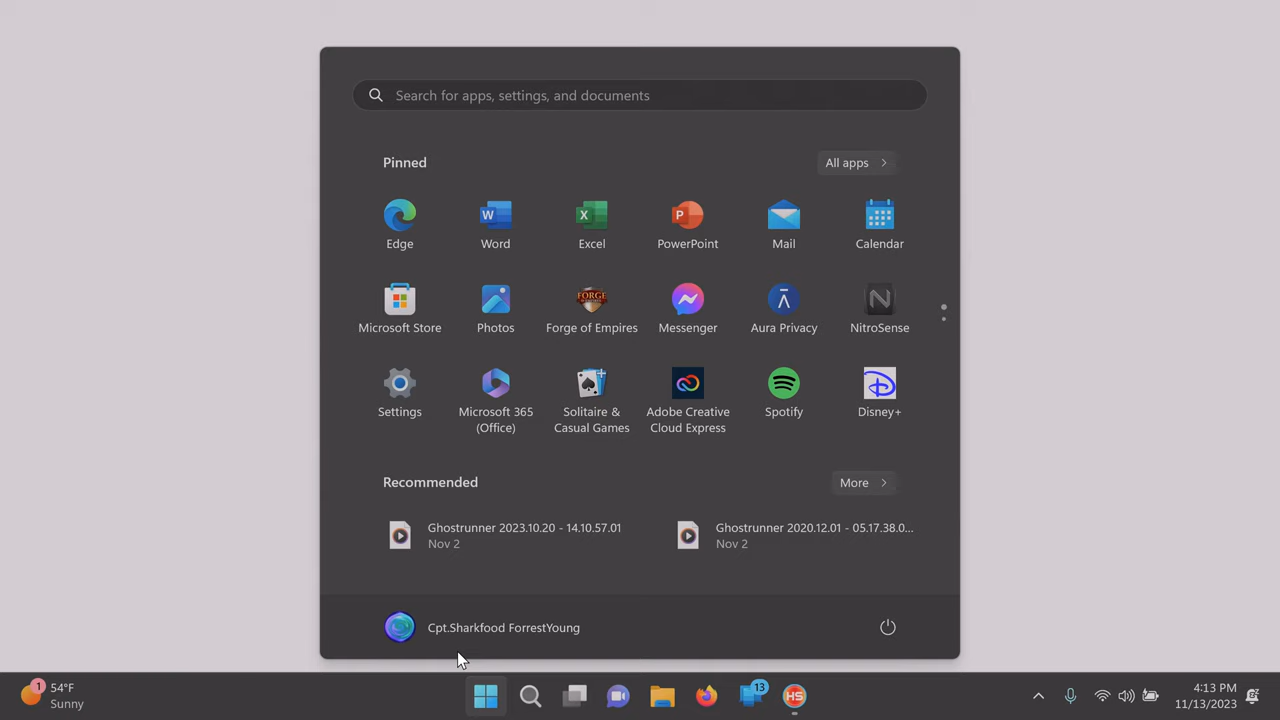 Search for apps, settings, and documents
Pinned
All apps
Edge
Word
Excel
PowerPoint
Mail
Calendar
Microsoft Store
Photos
Forge of Empires
Messenger
Aura Privacy
NitroSense
Settings
Microsoft 365
(Office)
Solitaire &
Casual Games
Adobe Creative
Cloud Express
Spotify
Disney+
Recommended
More
Ghostrunner 2023.10.20 - 14.10.57.01
Nov 2
Ghostrunner 2020.12.01 - 05.17.38.0...
Nov 2
Cpt.Sharkfood ForrestYoung
1
54°F
Sunny
13
HS
4:13 PM
11/13/2023